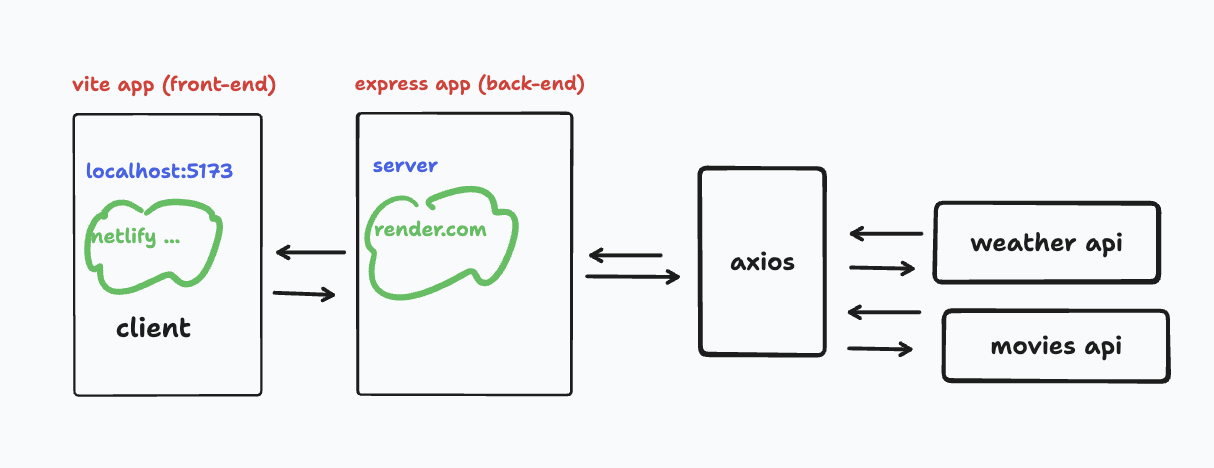 vite app (front-end)
express app (back-end)
localhost:5173
netlify ...
client
server
render.com
axios
weather api
movies api